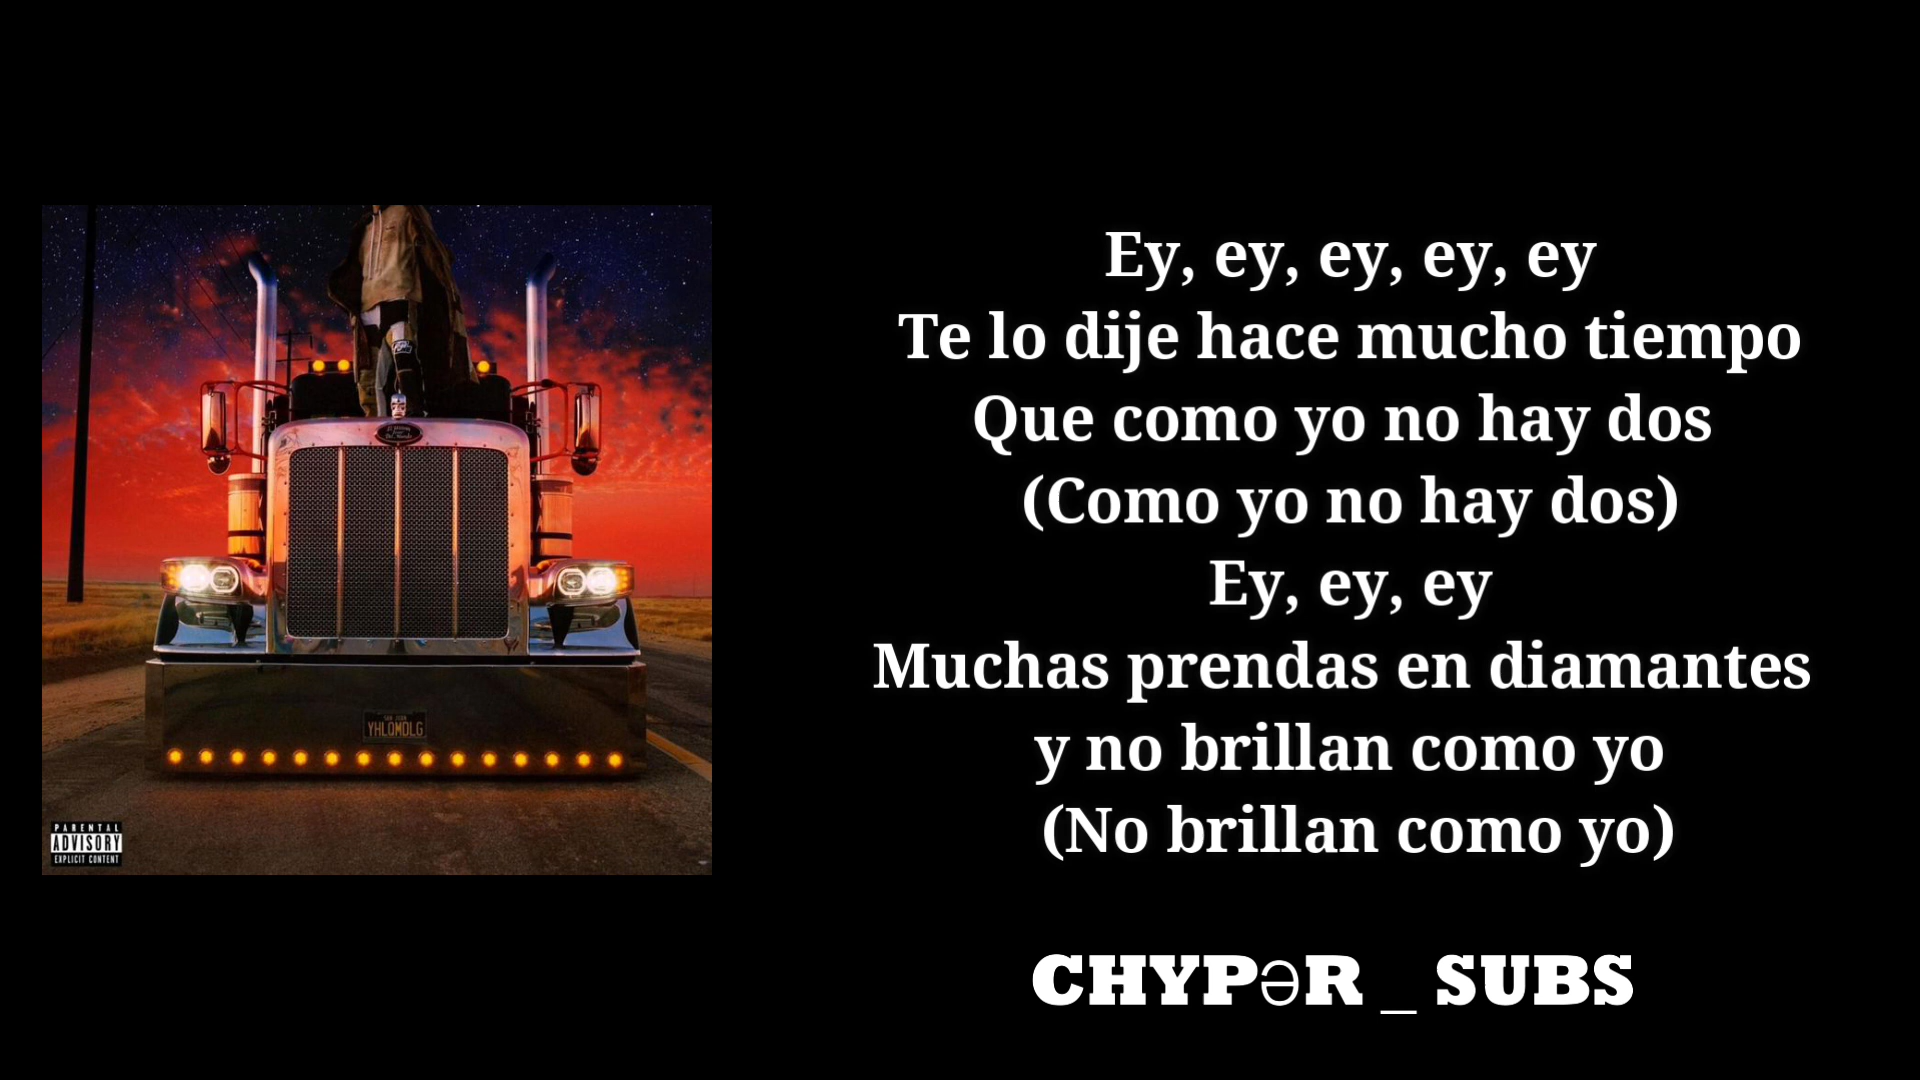 Ey, ey, ey, ey, ey
Te lo dije hace mucho tiempo
Que como yo no hay dos
(Como yo no hay dos)
Ey, ey, ey
Muchas prendas en diamantes
y no brillan como yo
(No brillan como yo)
CHYPƏR _ SUBS
YHLQMDLG
PARENTAL
ADVISORY
EXPLICIT CONTENT